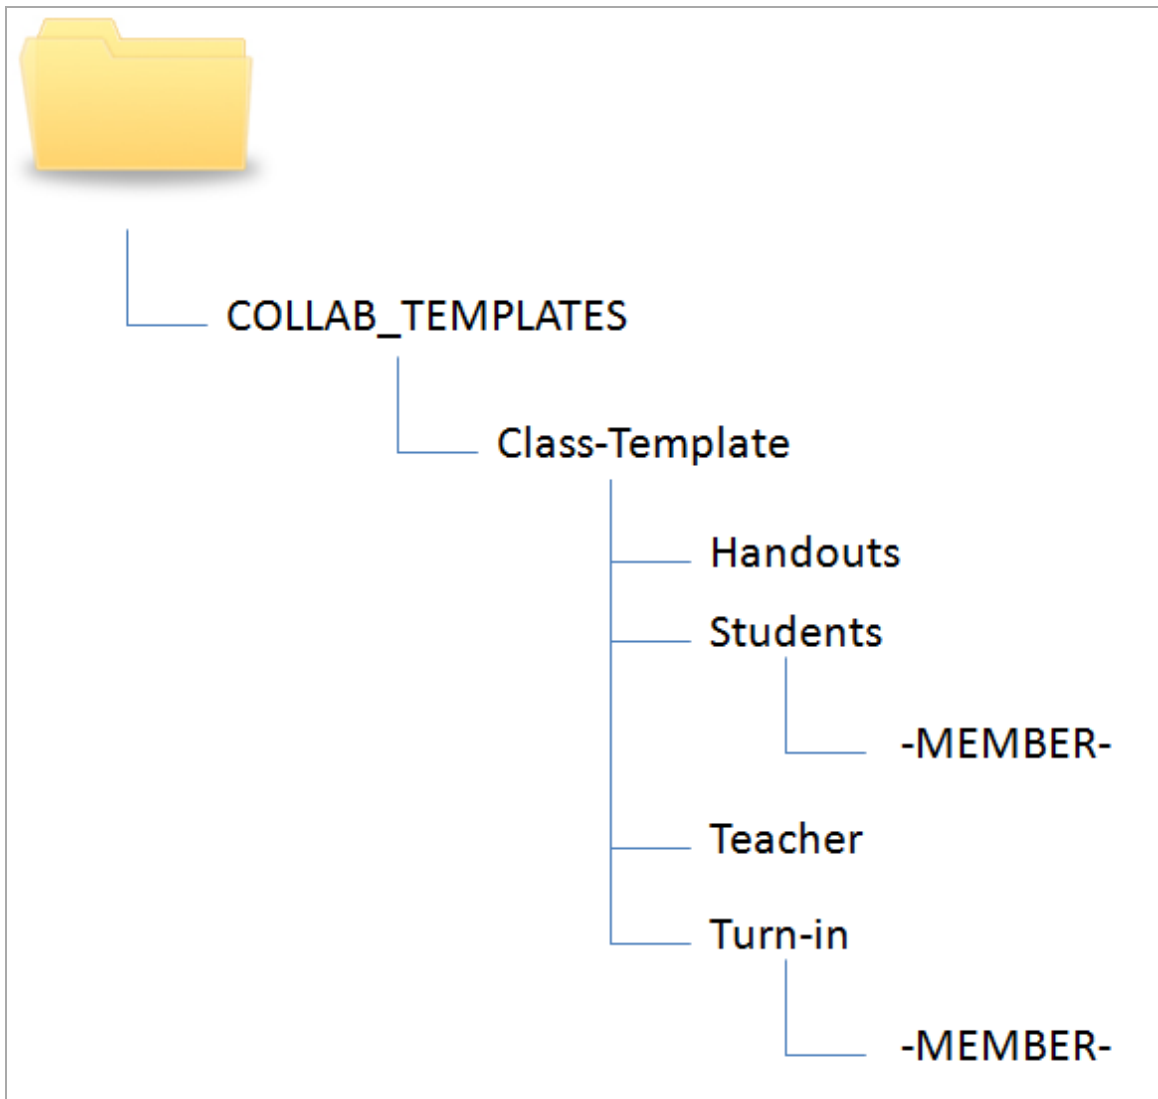 COLLAB_TEMPLATES
Class-Template
Handouts
Students
-MEMBER-
Teacher
Turn-in
-MEMBER-